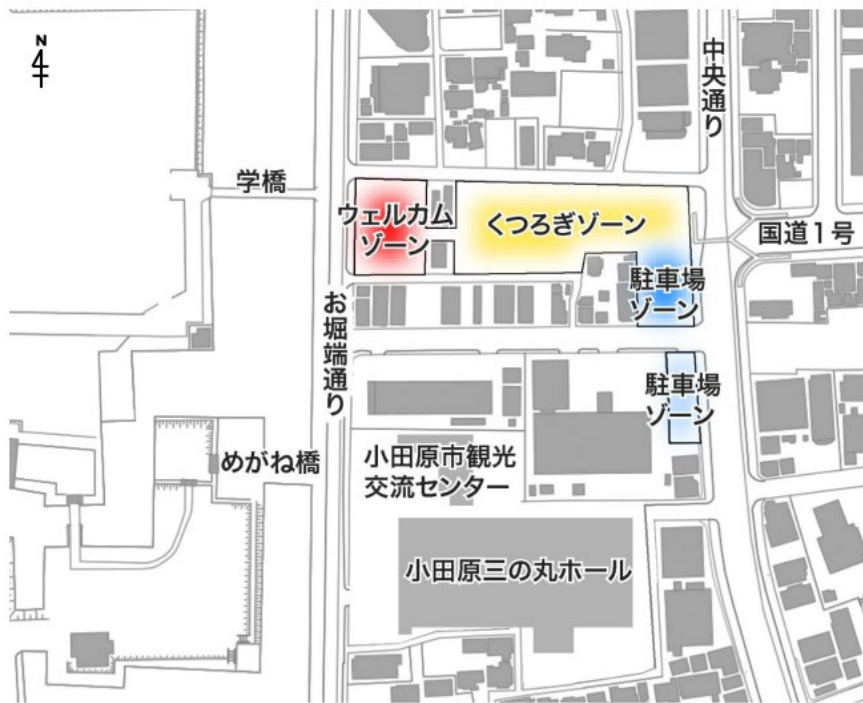 N
中央通り
学橋
ウェルカム
ゾーン
くつろぎゾーン
国道1号
駐車場
ゾーン
お堀端通り
駐車場
ゾーン
めがね橋
小田原市観光
交流センター
小田原三の丸ホール